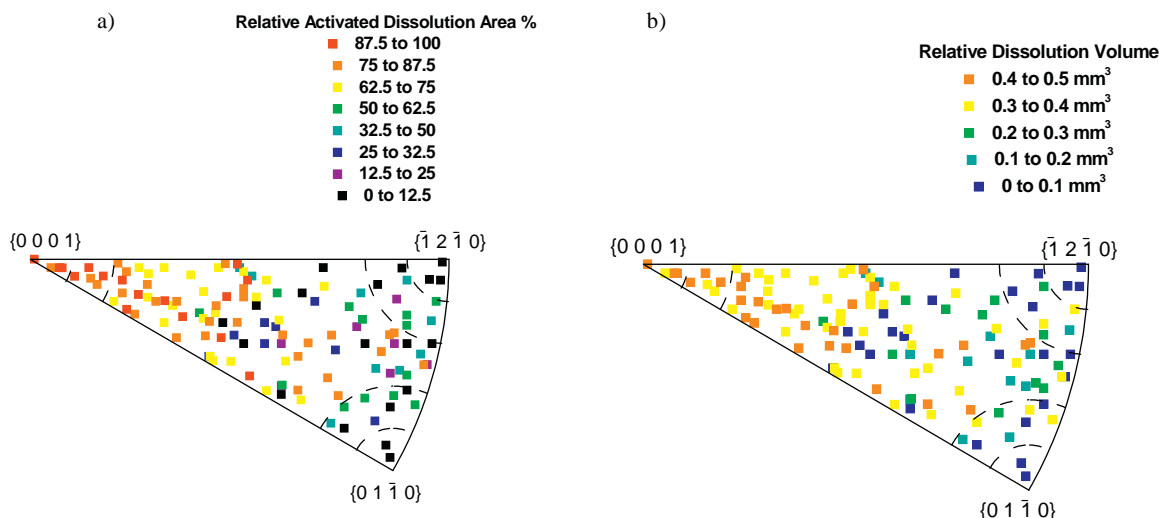 a)
Relative Activated Dissolution Area %
87.5 to 100
75 to 87.5
62.5 to 75
50 to 62.5
32.5 to 50
25 to 32.5
12.5 to 25
0 to 12.5
{0 0 0 1}
{1̄ 2 1̄ 0}
{0 1 1̄ 0}
b)
Relative Dissolution Volume
0.4 to 0.5 mm³
0.3 to 0.4 mm³
0.2 to 0.3 mm³
0.1 to 0.2 mm³
0 to 0.1 mm³
{0 0 0 1}
{1̄ 2 1̄ 0}
{0 1 1̄ 0}